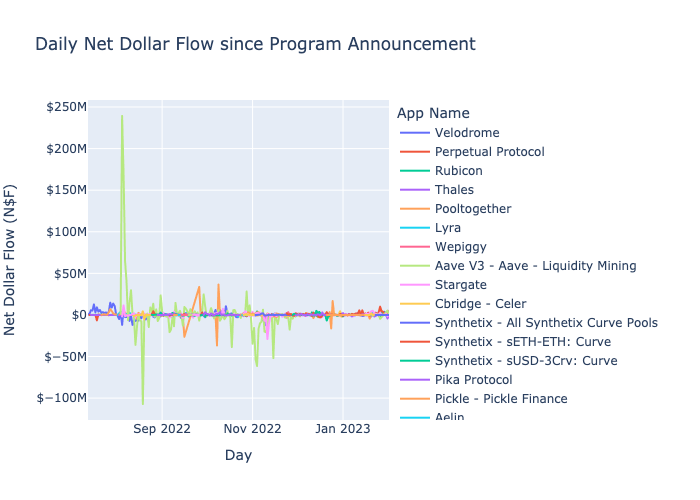 Daily Net Dollar Flow since Program Announcement
App Name
$250M
$200M
$150M
$100M
$50M
$0
$−50M
$−100M
Net Dollar Flow (N$F)
Sep 2022
Nov 2022
Jan 2023
Day
Velodrome
Perpetual Protocol
Rubicon
Thales
Pooltogether
Lyra
Wepiggy
Aave V3 - Aave - Liquidity Mining
Stargate
Cbridge - Celer
Synthetix - All Synthetix Curve Pools
Synthetix - sETH-ETH: Curve
Synthetix - sUSD-3Crv: Curve
Pika Protocol
Pickle - Pickle Finance
Aelin